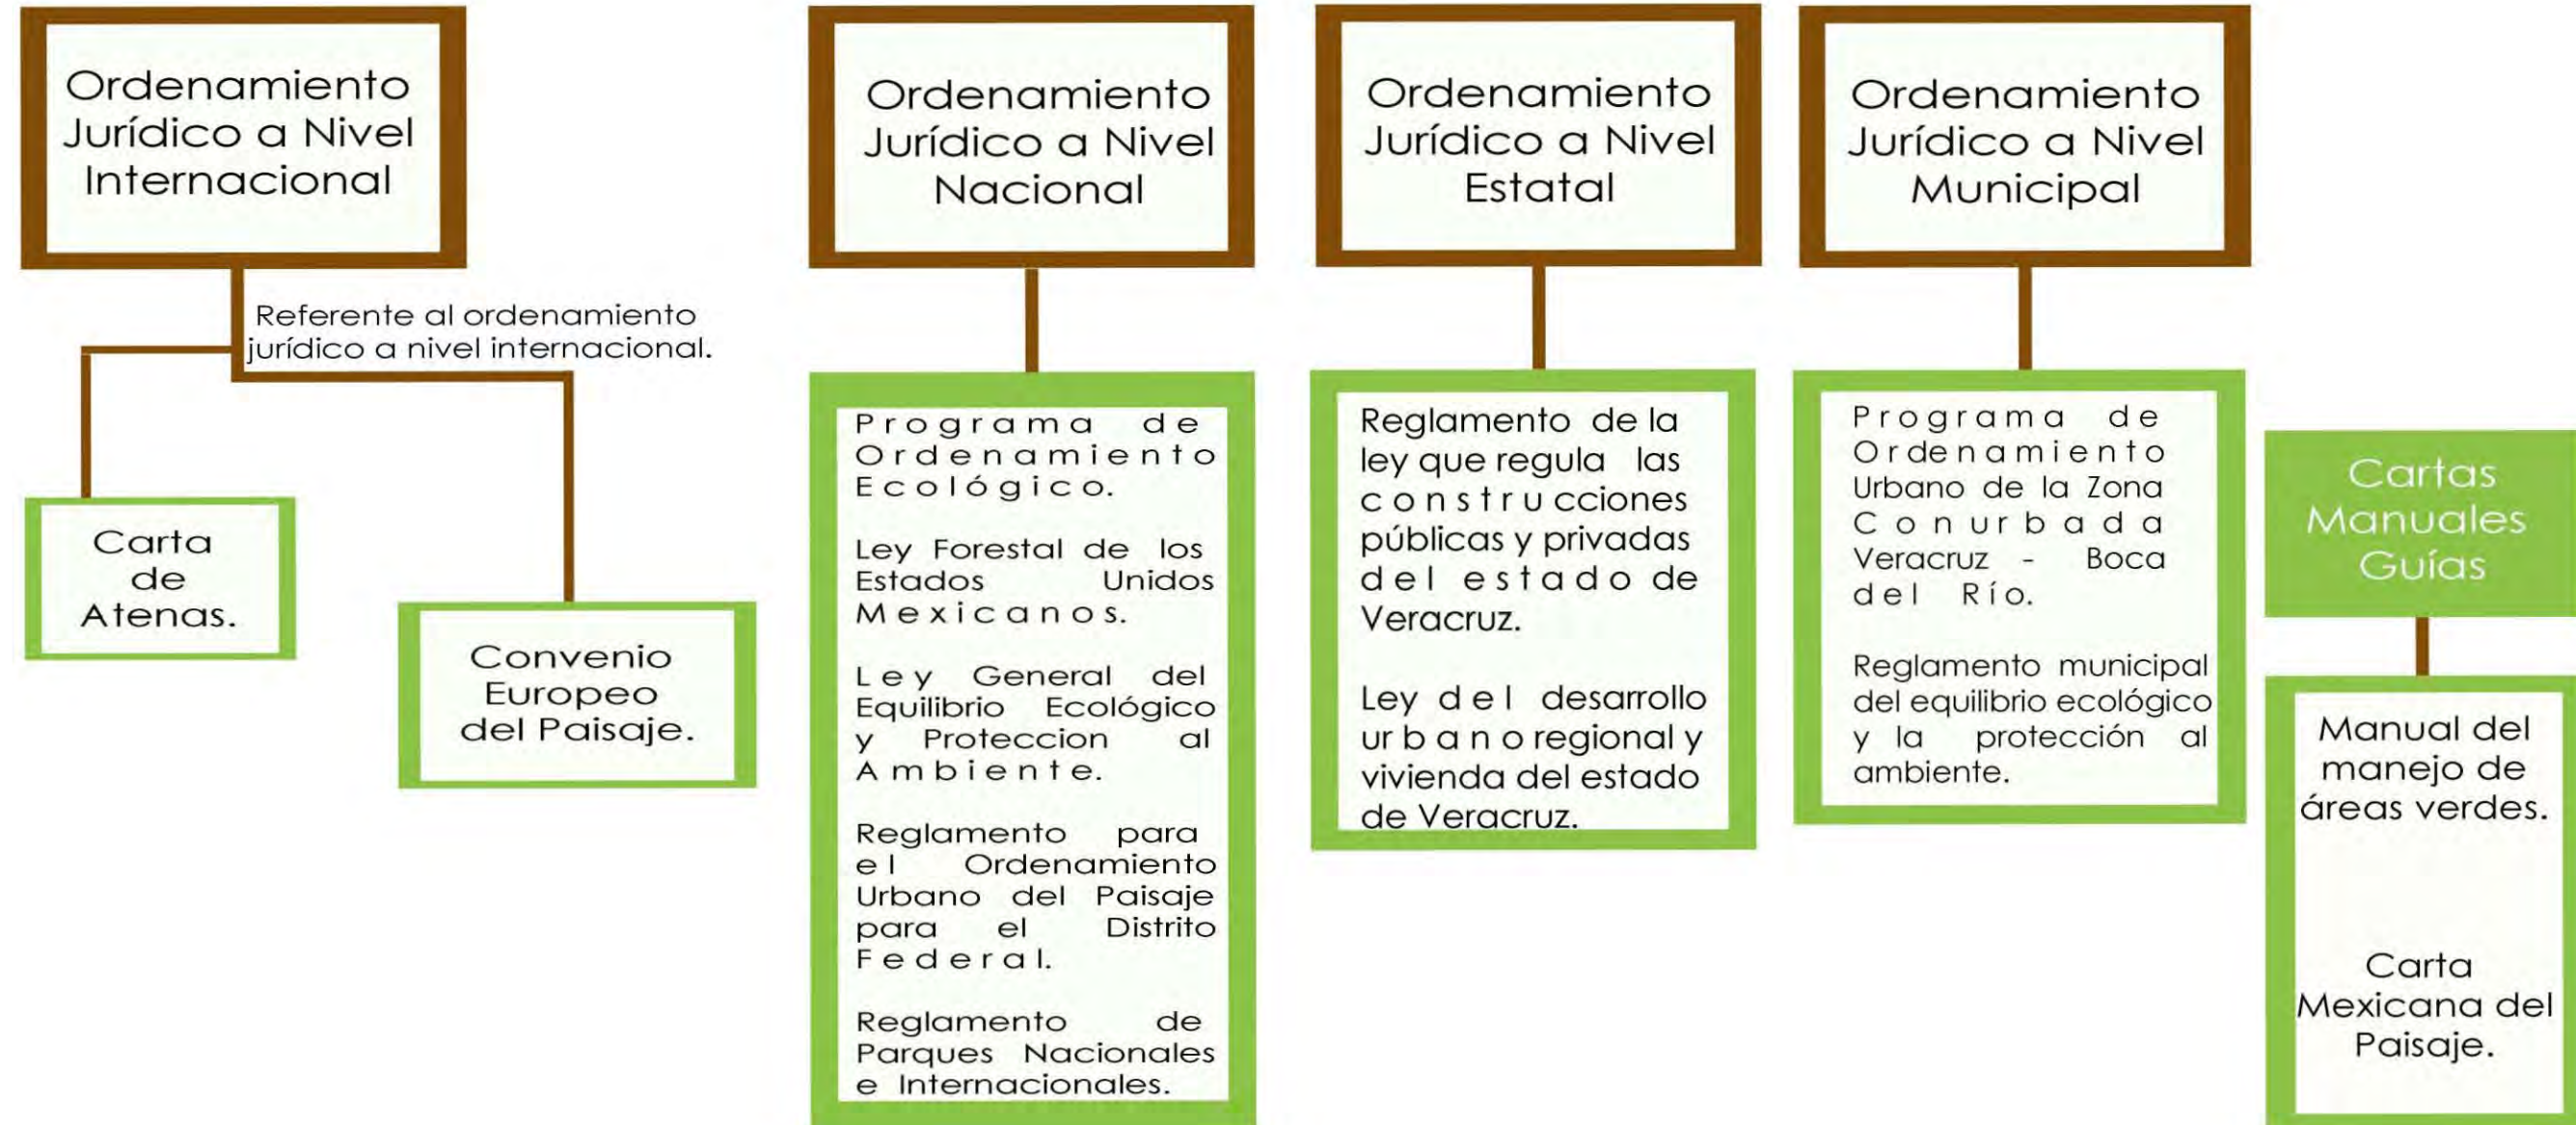 Ordenamiento
Jurídico a Nivel
Internacional
Referente al ordenamiento
jurídico a nivel internacional.
Carta
de
Atenas.
Convenio
Europeo
del Paisaje.
Ordenamiento
Jurídico a Nivel
Nacional
Programa de
Ordenamiento
Ecológico.
Ley Forestal de los
Estados Unidos
Mexicanos.
Ley General del
Equilibrio Ecológico
y Proteccion al
Ambiente.
Reglamento para
el Ordenamiento
Urbano del Paisaje
para el Distrito
Federal.
Reglamento de
Parques Nacionales
e Internacionales.
Ordenamiento
Jurídico a Nivel
Estatal
Reglamento de la
ley que regula las
construcciones
públicas y privadas
del estado de
Veracruz.
Ley del desarrollo
urbano regional y
vivienda del estado
de Veracruz.
Ordenamiento
Jurídico a Nivel
Municipal
Programa de
Ordenamiento
Urbano de la Zona
Conurbada
Veracruz - Boca
del Río.
Reglamento municipal
del equilibrio ecológico
y la protección al
ambiente.
Cartas
Manuales
Guías
Manual del
manejo de
áreas verdes.
Carta
Mexicana del
Paisaje.